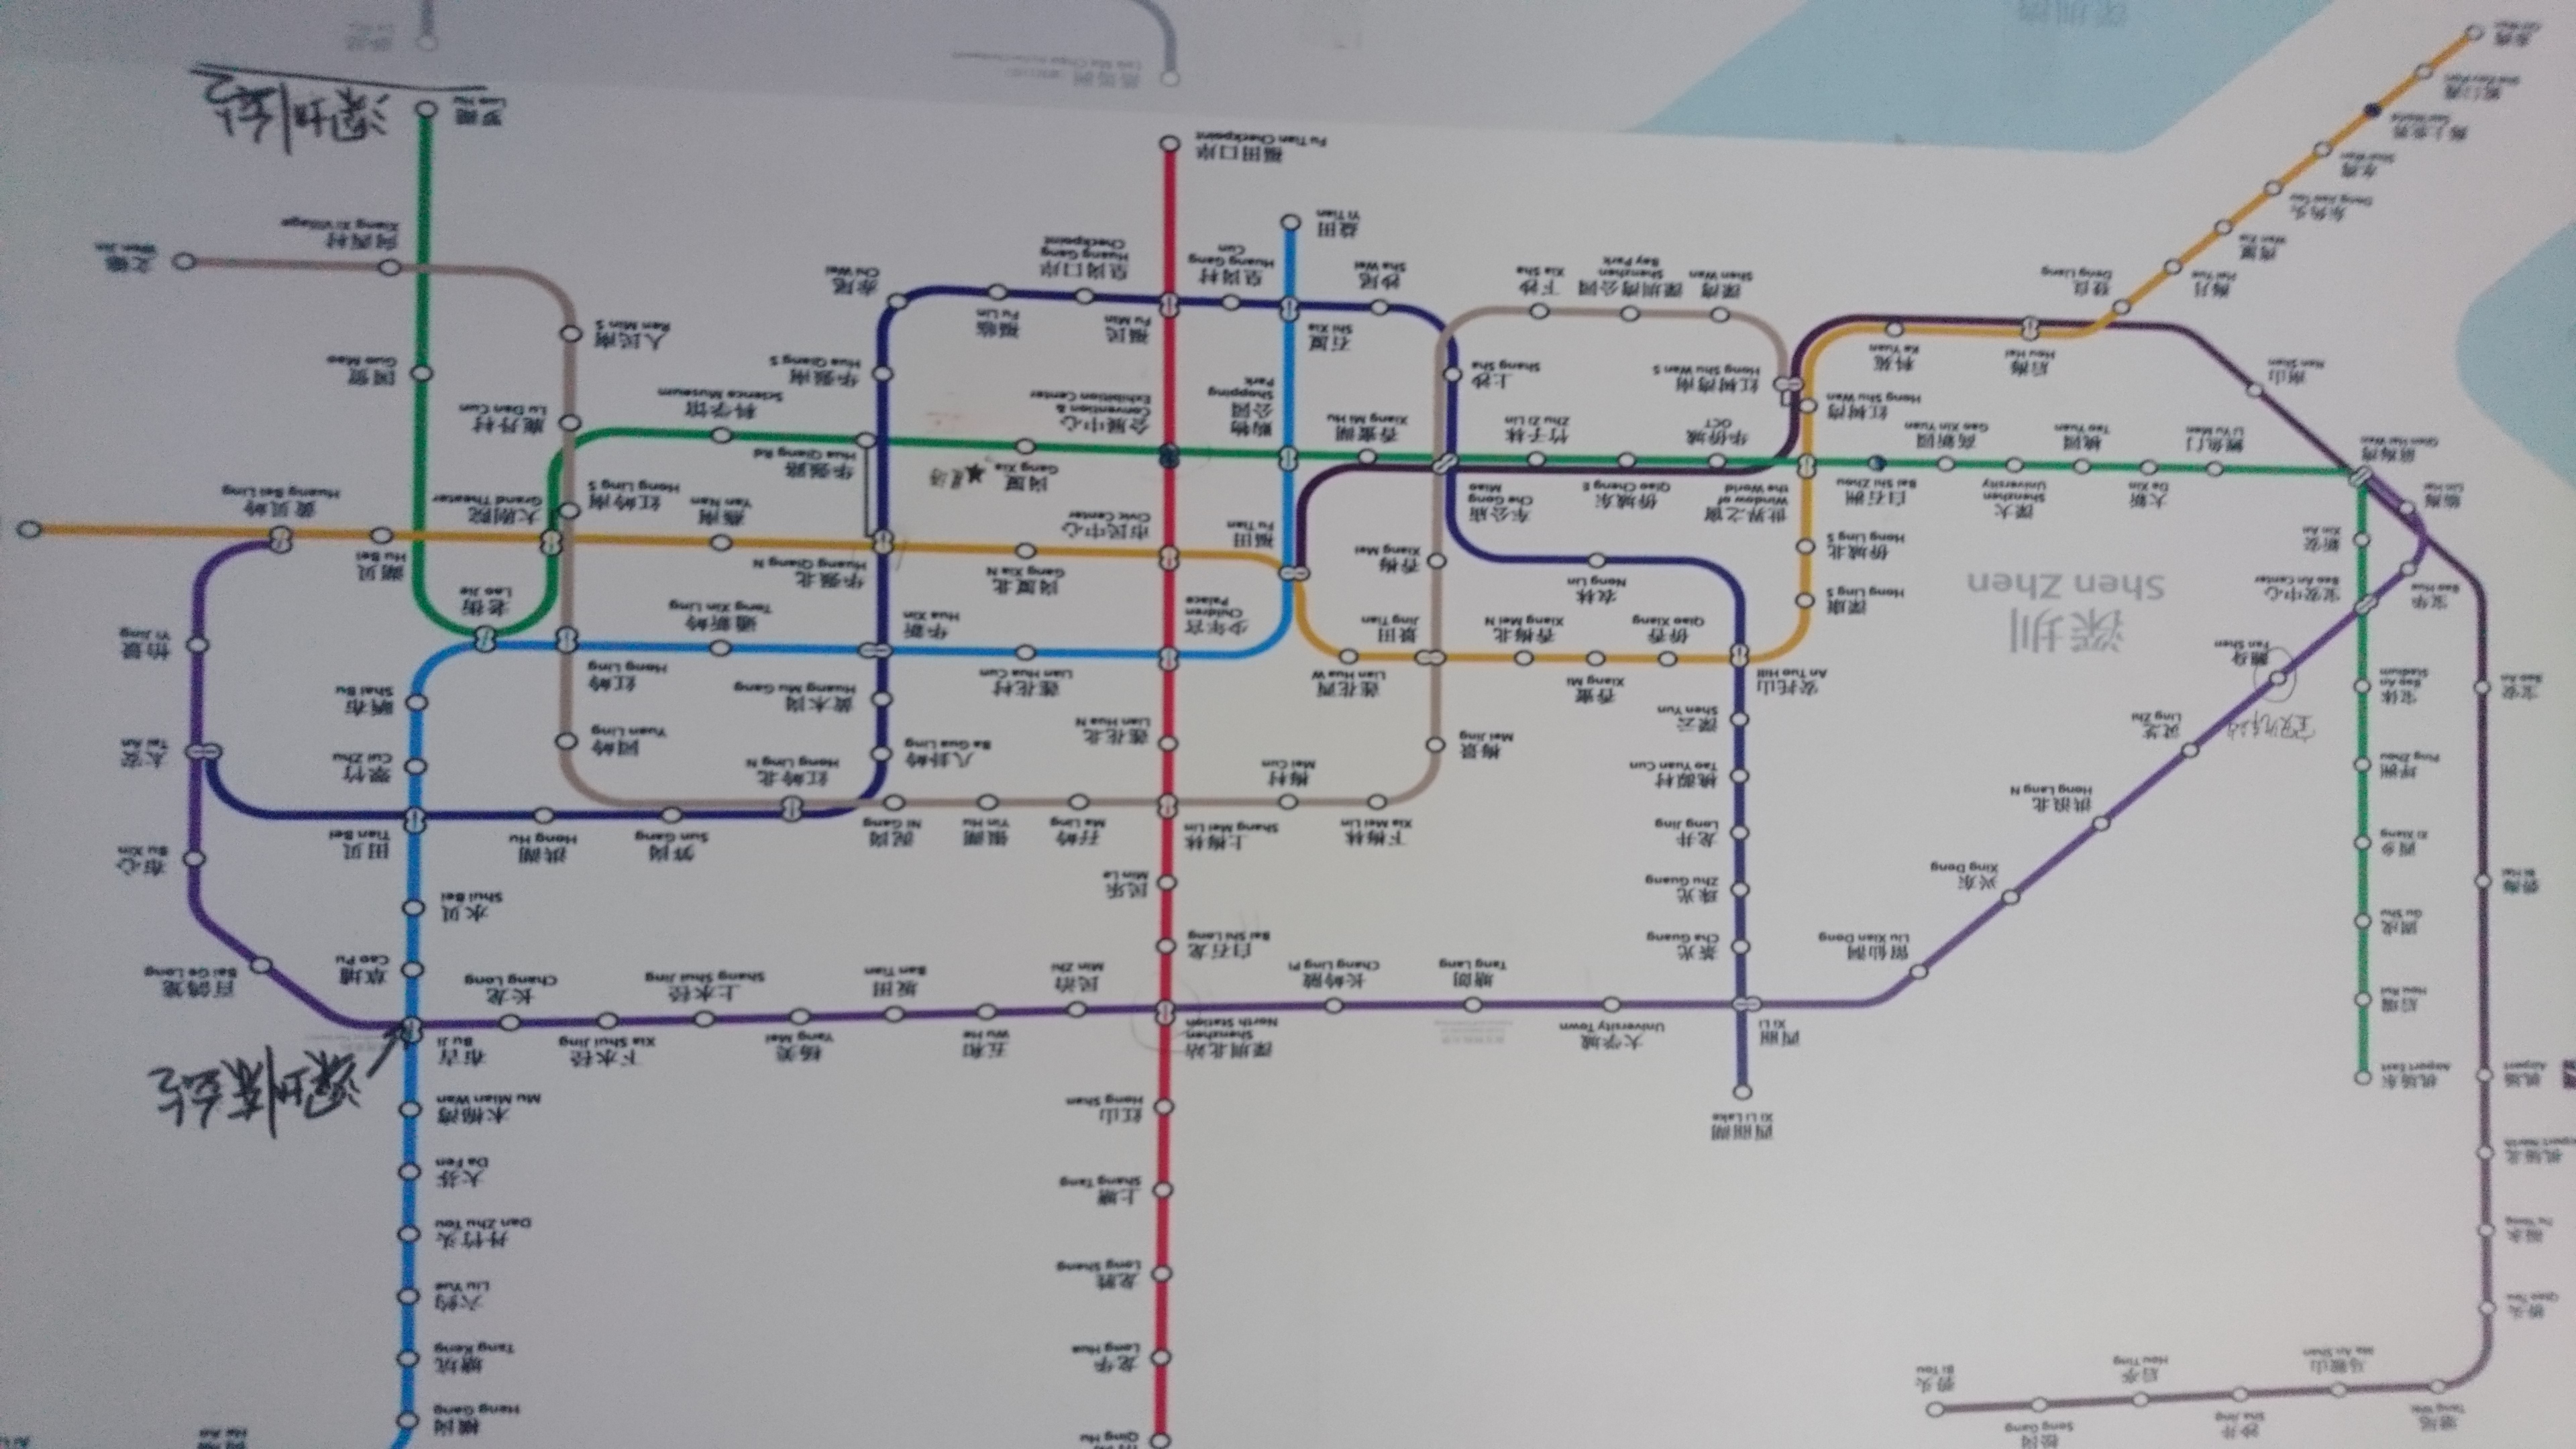 塘尾
沙井
Sha Jing
松岗
Song Gang
马鞍山
Ma An Shan
后亭
Hou Ting
碧头
Bi Tou
桥头
Qiao Tou
机场北
机场
Airport
碧海
Bi Hai
宝安
Bao An
机场东
Airport East
后瑞
Hou Rui
固戍
Gu Shu
西乡
Xi Xiang
坪洲
Ping Zhou
宝体
Bao An
Stadium
宝安中心
Bao An Center
新安
Xin An
宝华
Bao Hua
临海
Lin Hai
前海湾
Qian Hai Wan
南山
Nan Shan
Qing Hu
龙华
Long Hua
龙胜
Long Sheng
上塘
Shang Tang
红山
Hong Shan
深圳北站
Shenzhen
North Station
白石龙
Bai Shi Long
民乐
Min Le
上梅林
Shang Mei Lin
莲花北
Lian Hua N
少年宫
Children
Palace
市民中心
Civic Center
会展中心
Convention &
Exhibition Center
福民
Fu Min
福田口岸
Fu Tian Checkpoint
横岗
Heng Gang
塘坑
Tang Keng
六约
Liu Yue
丹竹头
Dan Zhu Tou
大芬
Da Fen
木棉湾
Mu Mian Wan
布吉
Bu Ji
深圳东站
草埔
Cao Pu
水贝
Shui Bei
田贝
Tian Bei
翠竹
Cui Zhu
晒布
Shai Bu
老街
Lao Jie
红岭
Hong Ling
通新岭
Tong Xin Ling
华新
Hua Xin
莲花村
Lian Hua Cun
福田
Fu Tian
购物
公园
Shopping
Park
石厦
Shi Xia
益田
Yi Tian
西丽湖
Xi Li Lake
西丽
Xi Li
大学城
University Town
塘朗
Tang Lang
长岭陂
Chang Ling Pi
民治
Min Zhi
五和
Wu He
坂田
Ban Tian
杨美
Yang Mei
上水径
Shang Shui Jing
下水径
Xia Shui Jing
长龙
Chang Long
百鸽笼
Bai Ge Long
布心
Bu Xin
太安
Tai An
怡景
Yi Jing
黄贝岭
Huang Bei Ling
留仙洞
Liu Xian Dong
兴东
Xing Dong
洪浪北
Hong Lang N
灵芝
Ling Zhi
翻身
Fan Shen
深圳
Shen Zhen
茶光
Cha Guang
珠光
Zhu Guang
龙井
Long Jing
桃源村
Tao Yuan Cun
深云
Shen Yun
安托山
An Tuo Hill
农林
Nong Lin
车公庙
Che Gong
Miao
上沙
Shang Sha
沙尾
Sha Wei
皇岗村
Huang Gang
Cun
皇岗口岸
Huang Gang
Checkpoint
福临
Fu Lin
赤尾
Chi Wei
华强南
Hua Qiang S
华强北
Hua Qiang N
黄木岗
Huang Mu Gang
八卦岭
Ba Gua Ling
红岭北
Hong Ling N
笋岗
Sun Gang
洪湖
Hong Hu
下梅林
Xia Mei Lin
梅村
Mei Cun
孖岭
Ma Ling
银湖
Yin Hu
泥岗
Ni Gang
园岭
Yuan Ling
梅景
Mei Jing
景田
Jing Tian
香梅
Xiang Mei
侨香
Qiao Xiang
香蜜
Xiang Mi
香梅北
Xiang Mei N
莲花西
Lian Hua W
深康
Hong Ling S
侨城北
Hong Ling S
岗厦北
Gang Xia N
燕南
Yan Nan
大剧院
Grand Theater
湖贝
Hu Bei
鲤鱼门
Li Yu Men
大新
Da Xin
桃园
Tao Yuan
深大
Shenzhen
University
高新园
Gao Xin Yuan
白石洲
Bai Shi Zhou
世界之窗
Window of
the World
华侨城
OCT
侨城东
Qiao Cheng E
竹子林
Zhu Zi Lin
香蜜湖
Xiang Mi Hu
岗厦
Gang Xia
华强路
Hua Qiang Rd
科学馆
Science Museum
国贸
Guo Mao
罗湖
Luo Hu
深圳站
红岭南
Hong Ling S
鹿丹村
Lu Dan Cun
人民南
Ren Min S
向西村
Xiang Xi Village
文锦
Wen Jin
红树湾
Hong Shu Wan
红树湾南
Hong Shu Wan S
深湾
Shen Wan
深圳湾公园
Shenzhen
Bay Park
下沙
Xia Sha
科苑
Ke Yuan
后海
Hou Hai
登良
Deng Liang
海月
Hai Yue
湾厦
Wan Xia
东角头
Dong Jiao Tou
海上世界
Sea World
深圳湾